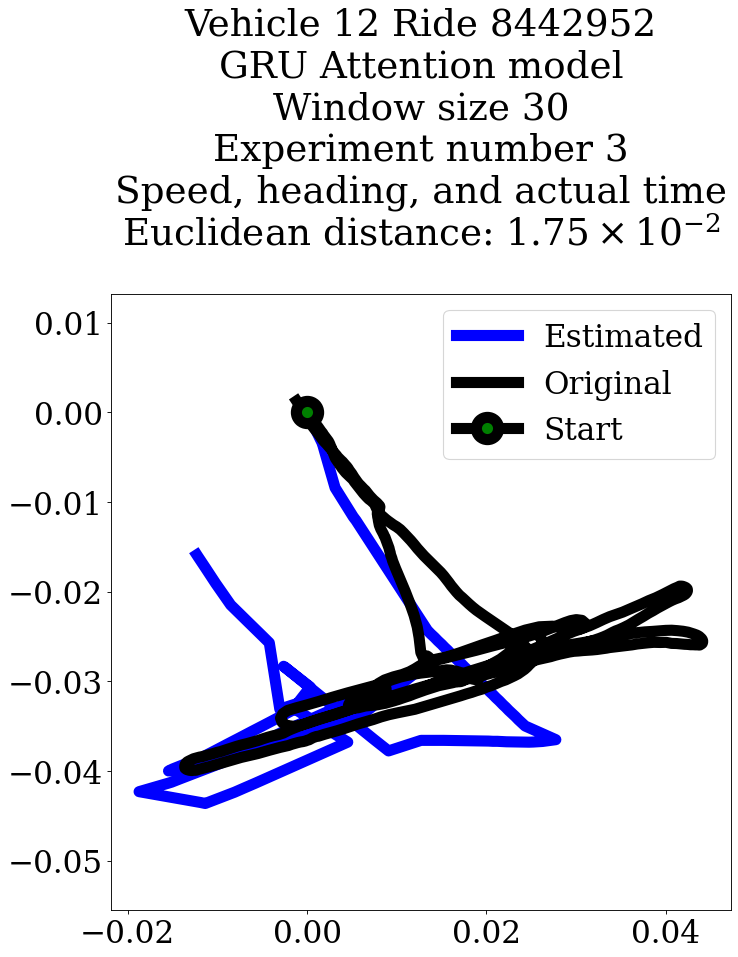 Vehicle 12 Ride 8442952
GRU Attention model
Window size 30
Experiment number 3
Speed, heading, and actual time
Euclidean distance: 1.75 × 10⁻²
Estimated
Original
Start
0.01
0.00
−0.01
−0.02
−0.03
−0.04
−0.05
−0.02 0.00 0.02 0.04